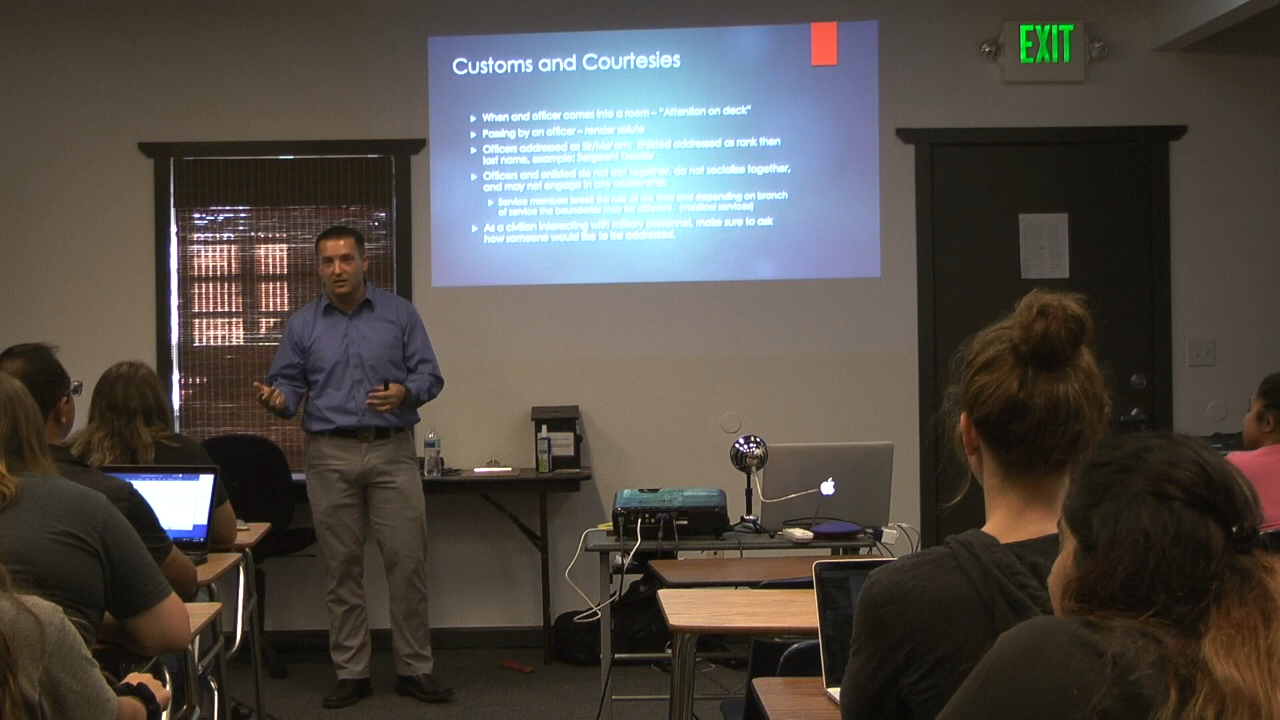 Customs and Courtesies
EXIT
When and officer comes into a room – "Attention on deck"
Passing by an officer – render salute
Officers addressed as Sir/Ma'am. Enlisted addressed as rank then
last name, example: Sergeant Decker
Officers and enlisted do not eat together, do not socialize together,
and may not engage in any relationship.
Service members break the rule all the time and depending on branch
of service the boundaries may be different. (medical services)
As a civilian interacting with military personnel, make sure to ask
how someone would like to be addressed.